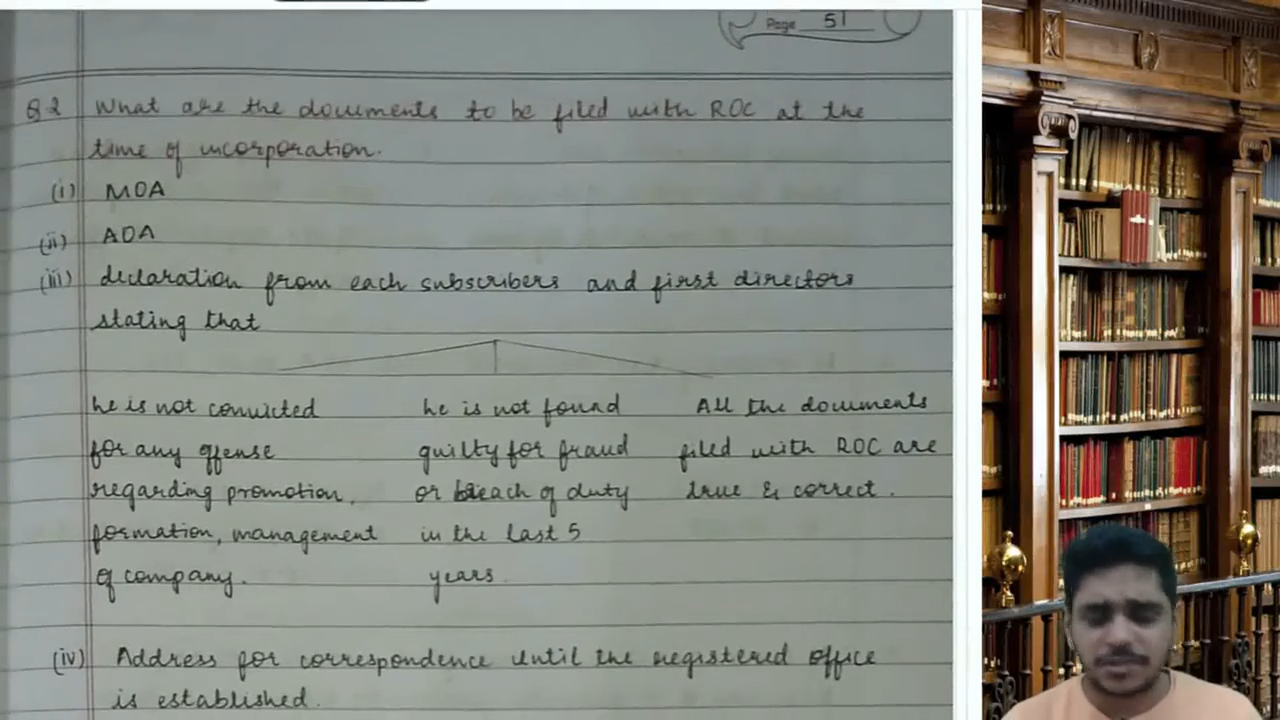 Page 51
Q.2 What are the documents to be filed with ROC at the
time of incorporation.
(i) MOA
(ii) AOA
(iii) declaration from each subscribers and first directors
stating that
he is not convicted
for any offense
regarding promotion,
formation, management
of company.
he is not found
guilty for fraud
or breach of duty
in the last 5
years
All the documents
filed with ROC are
true & correct.
(iv) Address for correspondence until the registered office
is established.